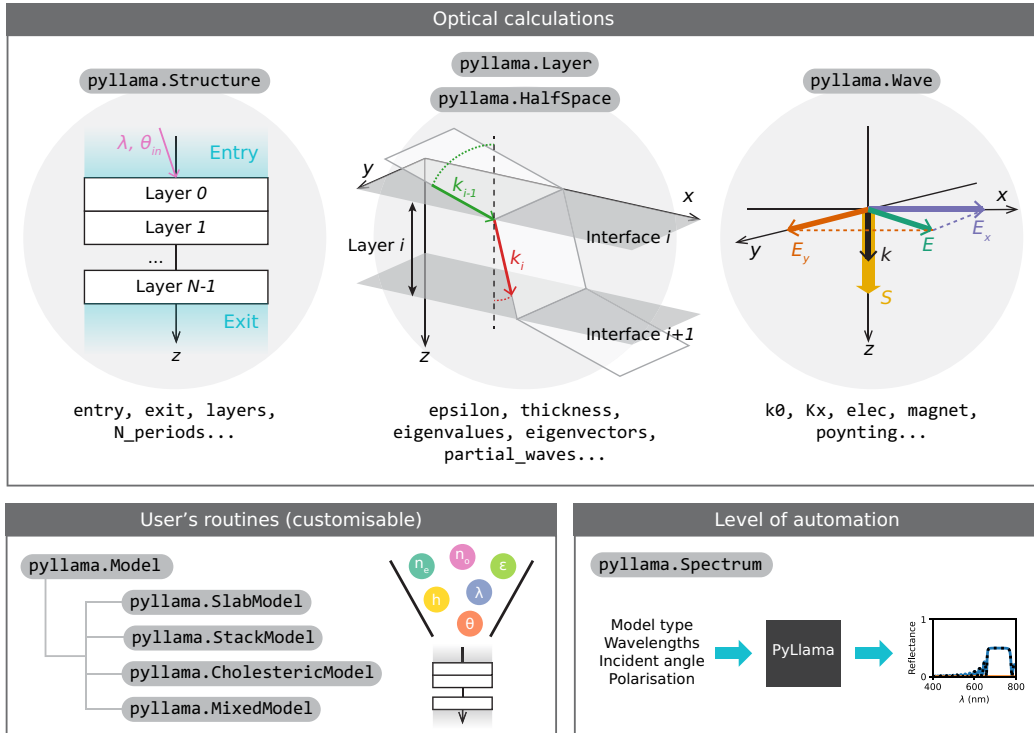 Optical calculations
pyllama.Structure
λ, θin
Entry
Layer 0
Layer 1
...
Layer N-1
Exit
z
entry, exit, layers,
N_periods...
pyllama.Layer
pyllama.HalfSpace
y
x
ki-1
Layer i
Interface i
ki
Interface i+1
z
epsilon, thickness,
eigenvalues, eigenvectors,
partial_waves...
pyllama.Wave
x
y
Ey
k
E
Ex
S
z
k0, Kx, elec, magnet,
poynting...
User’s routines (customisable)
pyllama.Model
pyllama.SlabModel
pyllama.StackModel
pyllama.CholestericModel
pyllama.MixedModel
ne
no
ε
h
λ
θ
Level of automation
pyllama.Spectrum
Model type
Wavelengths
Incident angle
Polarisation
PyLlama
Reflectance
1
0
400
600
800
λ (nm)